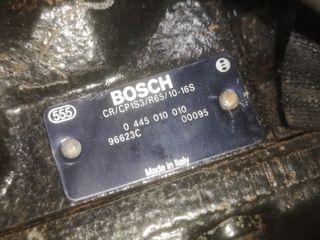 BOSCH
555
CR/CP1S3/R65/10-16S
0 445 010 010
96623C 00095
Made in Italy